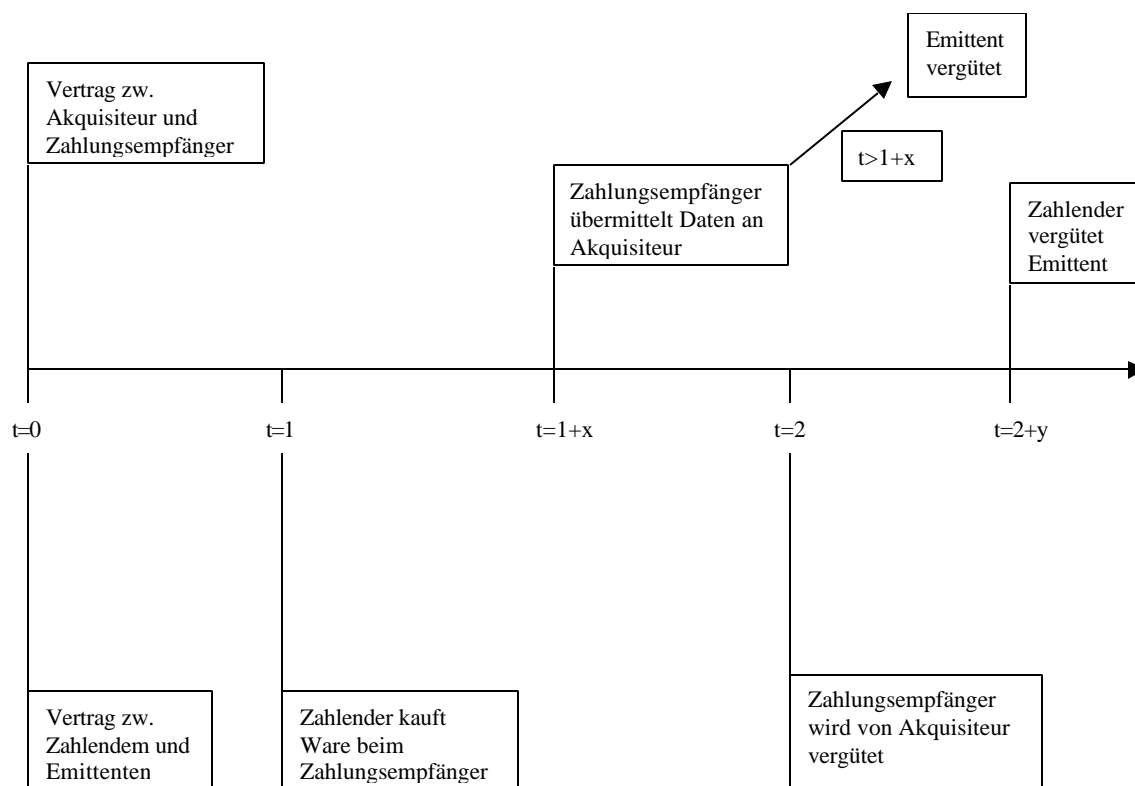 Emittent
vergütet
Vertrag zw.
Akquisiteur und
Zahlungsempfänger
t>1+x
Zahlungsempfänger
übermittelt Daten an
Akquisiteur
Zahlender
vergütet
Emittent
t=0
t=1
t=1+x
t=2
t=2+y
Vertrag zw.
Zahlendem und
Emittenten
Zahlender kauft
Ware beim
Zahlungsempfänger
Zahlungsempfänger
wird von Akquisiteur
vergütet